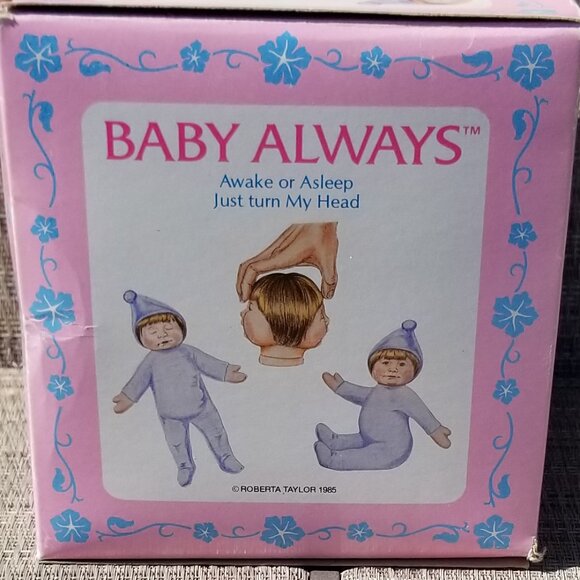 BABY ALWAYS™
Awake or Asleep
Just turn My Head
© ROBERTA TAYLOR 1985